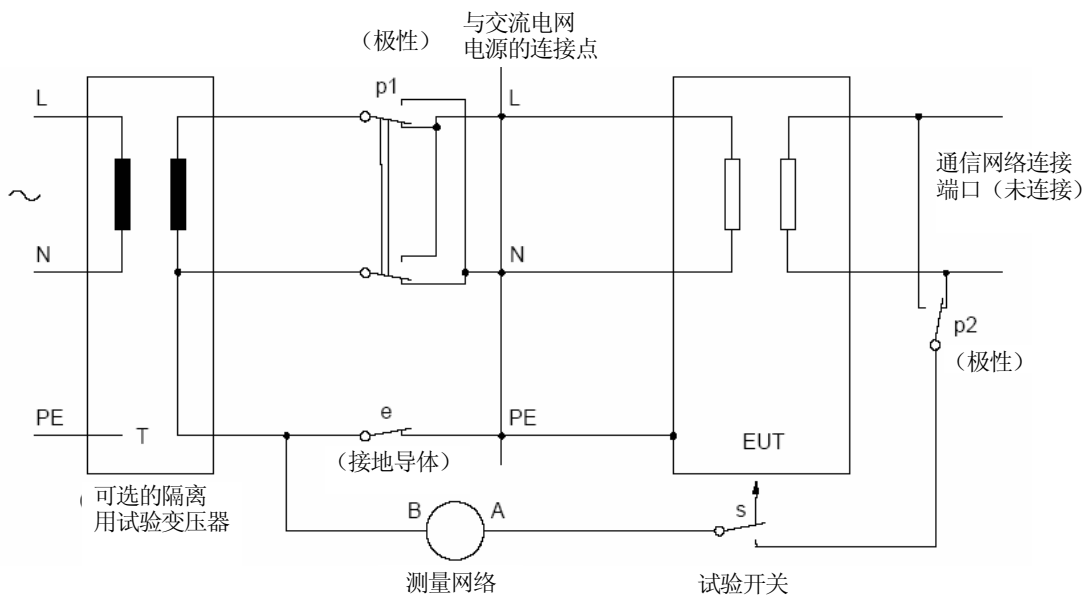 与交流电网
电源的连接点
（极性）
p1
L
L
通信网络连接
端口（未连接）
N
N
p2
（极性）
PE
T
e
PE
EUT
（接地导体）
可选的隔离
用试验变压器
B
A
s
测量网络
试验开关